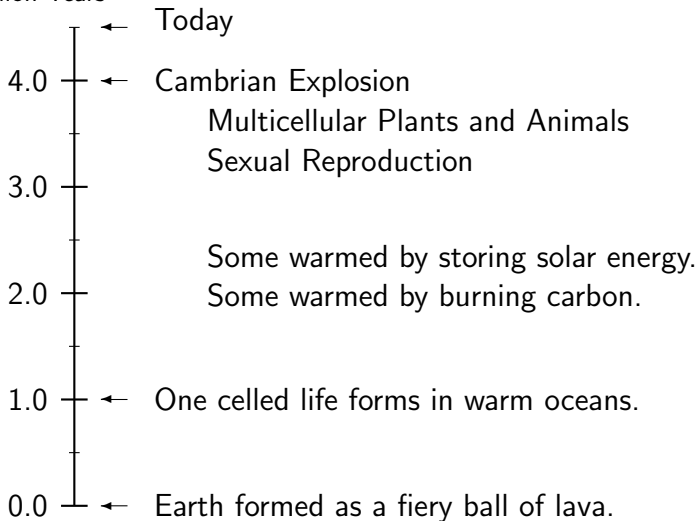 Years
Today
4.0
Cambrian Explosion
Multicellular Plants and Animals
Sexual Reproduction
3.0
Some warmed by storing solar energy.
2.0
Some warmed by burning carbon.
1.0
One celled life forms in warm oceans.
0.0
Earth formed as a fiery ball of lava.